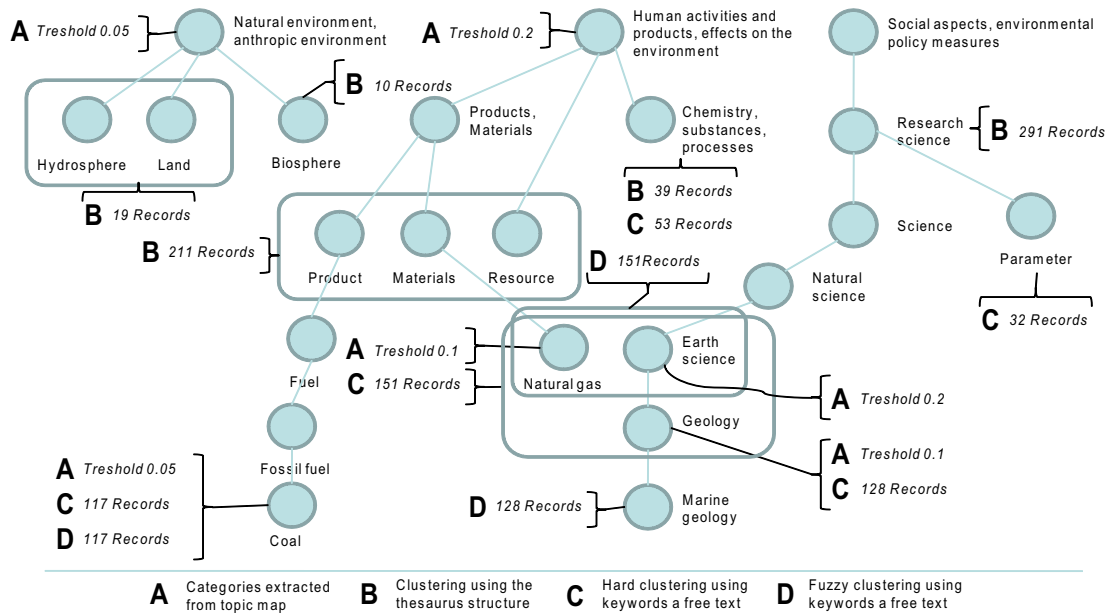 A Treshold 0.05
Natural environment,
anthropic environment
A Treshold 0.2
Human activities and
products, effects on the
environment
Social aspects, environmental
policy measures
B 10 Records
Hydrosphere
Land
Biosphere
Products,
Materials
Chemistry,
substances,
processes
Research
science
B 291 Records
B 19 Records
B 39 Records
C 53 Records
B 211 Records
Product
Materials
Resource
D 151Records
Science
Parameter
Natural
science
C 32 Records
A Treshold 0.1
C 151 Records
Fuel
Natural gas
Earth
science
A Treshold 0.2
Geology
A Treshold 0.1
C 128 Records
Fossil fuel
A Treshold 0.05
C 117 Records
D 117 Records
Coal
D 128 Records
Marine
geology
A Categories extracted
from topic map
B Clustering using the
thesaurus structure
C Hard clustering using
keywords a free text
D Fuzzy clustering using
keywords a free text